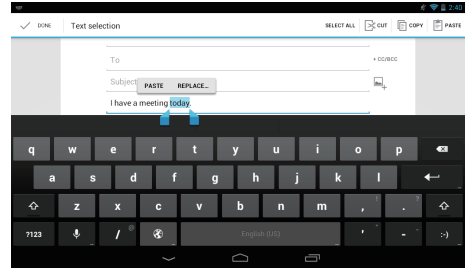 2:40
DONE Text selection SELECT ALL CUT COPY PASTE
To + CC/BCC
Subject PASTE REPLACE...
I have a meeting today.
q w e r t y u i o p
a s d f g h j k l
z x c v b n m , ! . ?
?123 / @ English (US) ' " - _ :-)